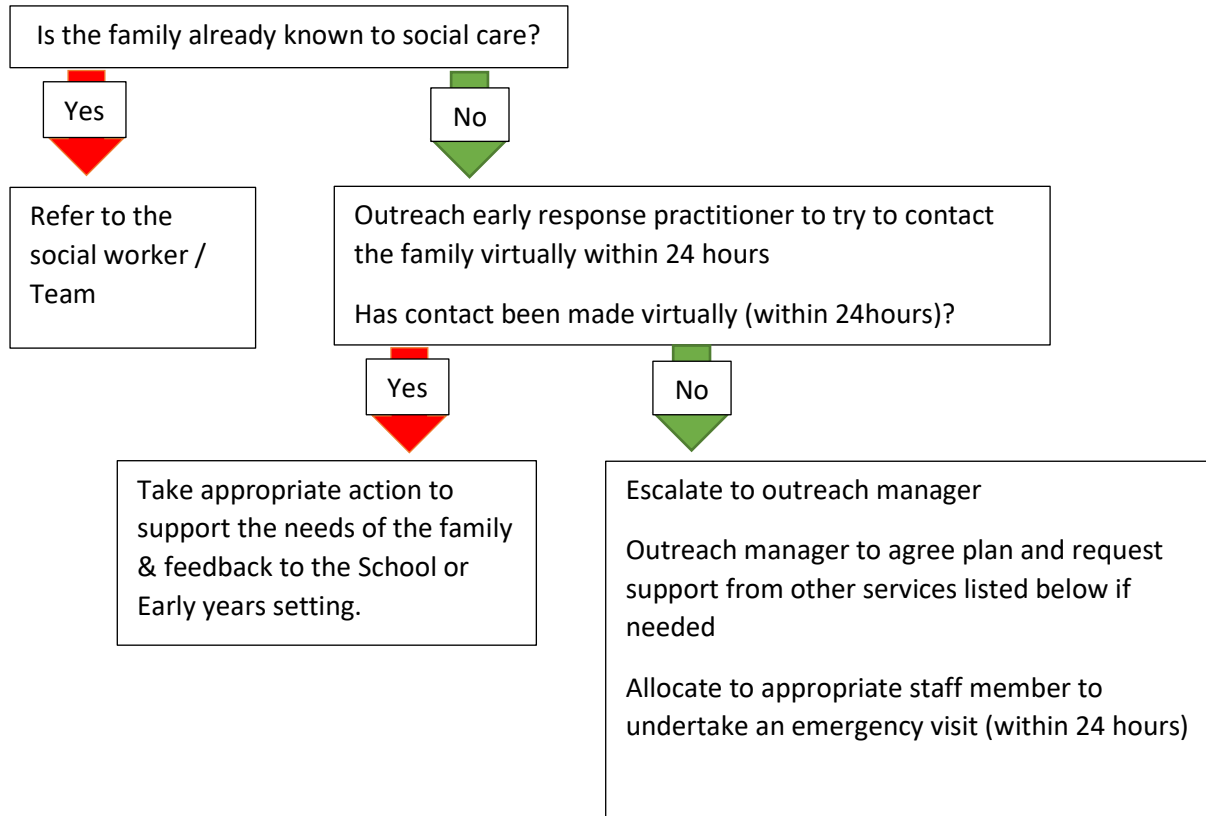 Is the family already known to social care?
Yes
No
Refer to the
social worker /
Team
Outreach early response practitioner to try to contact
the family virtually within 24 hours
Has contact been made virtually (within 24hours)?
Yes
No
Take appropriate action to
support the needs of the family
& feedback to the School or
Early years setting.
Escalate to outreach manager
Outreach manager to agree plan and request
support from other services listed below if
needed
Allocate to appropriate staff member to
undertake an emergency visit (within 24 hours)